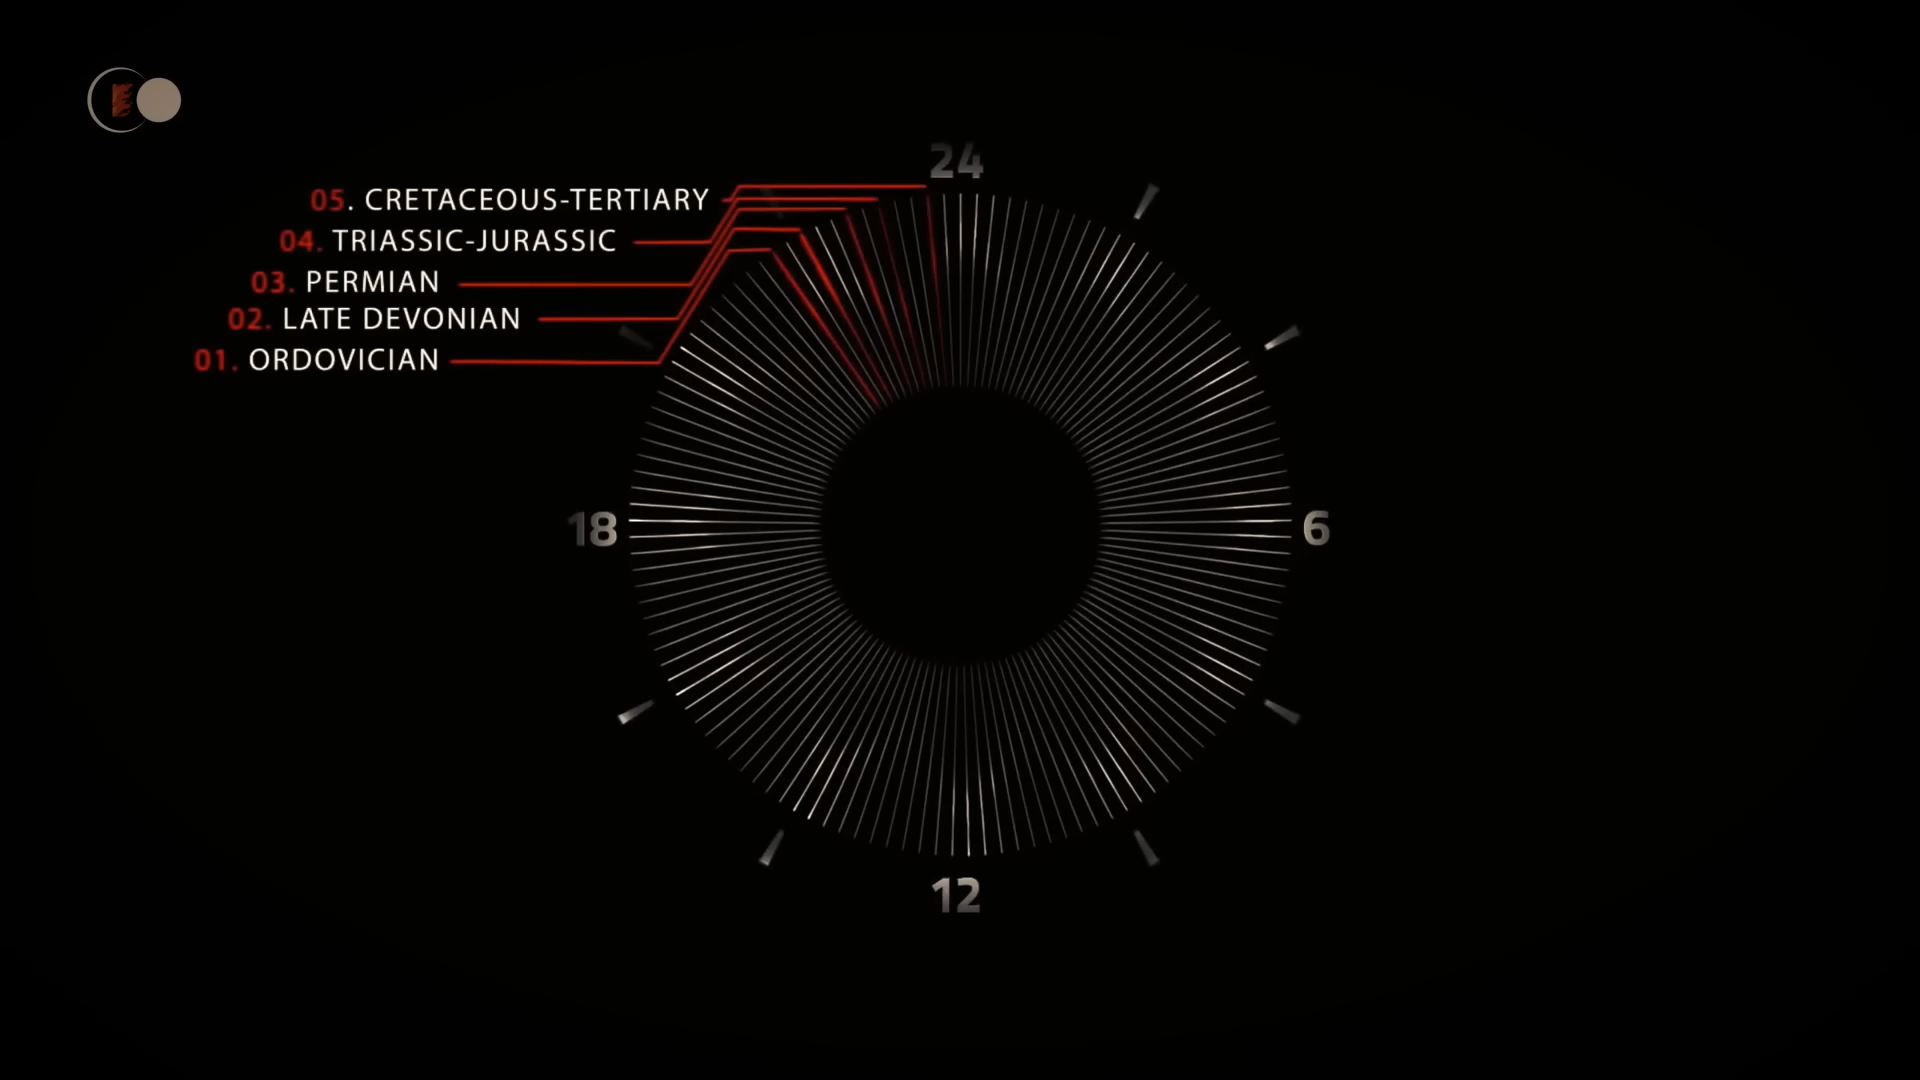 24
05. CRETACEOUS-TERTIARY
04. TRIASSIC-JURASSIC
03. PERMIAN
02. LATE DEVONIAN
01. ORDOVICIAN
18
6
12
E